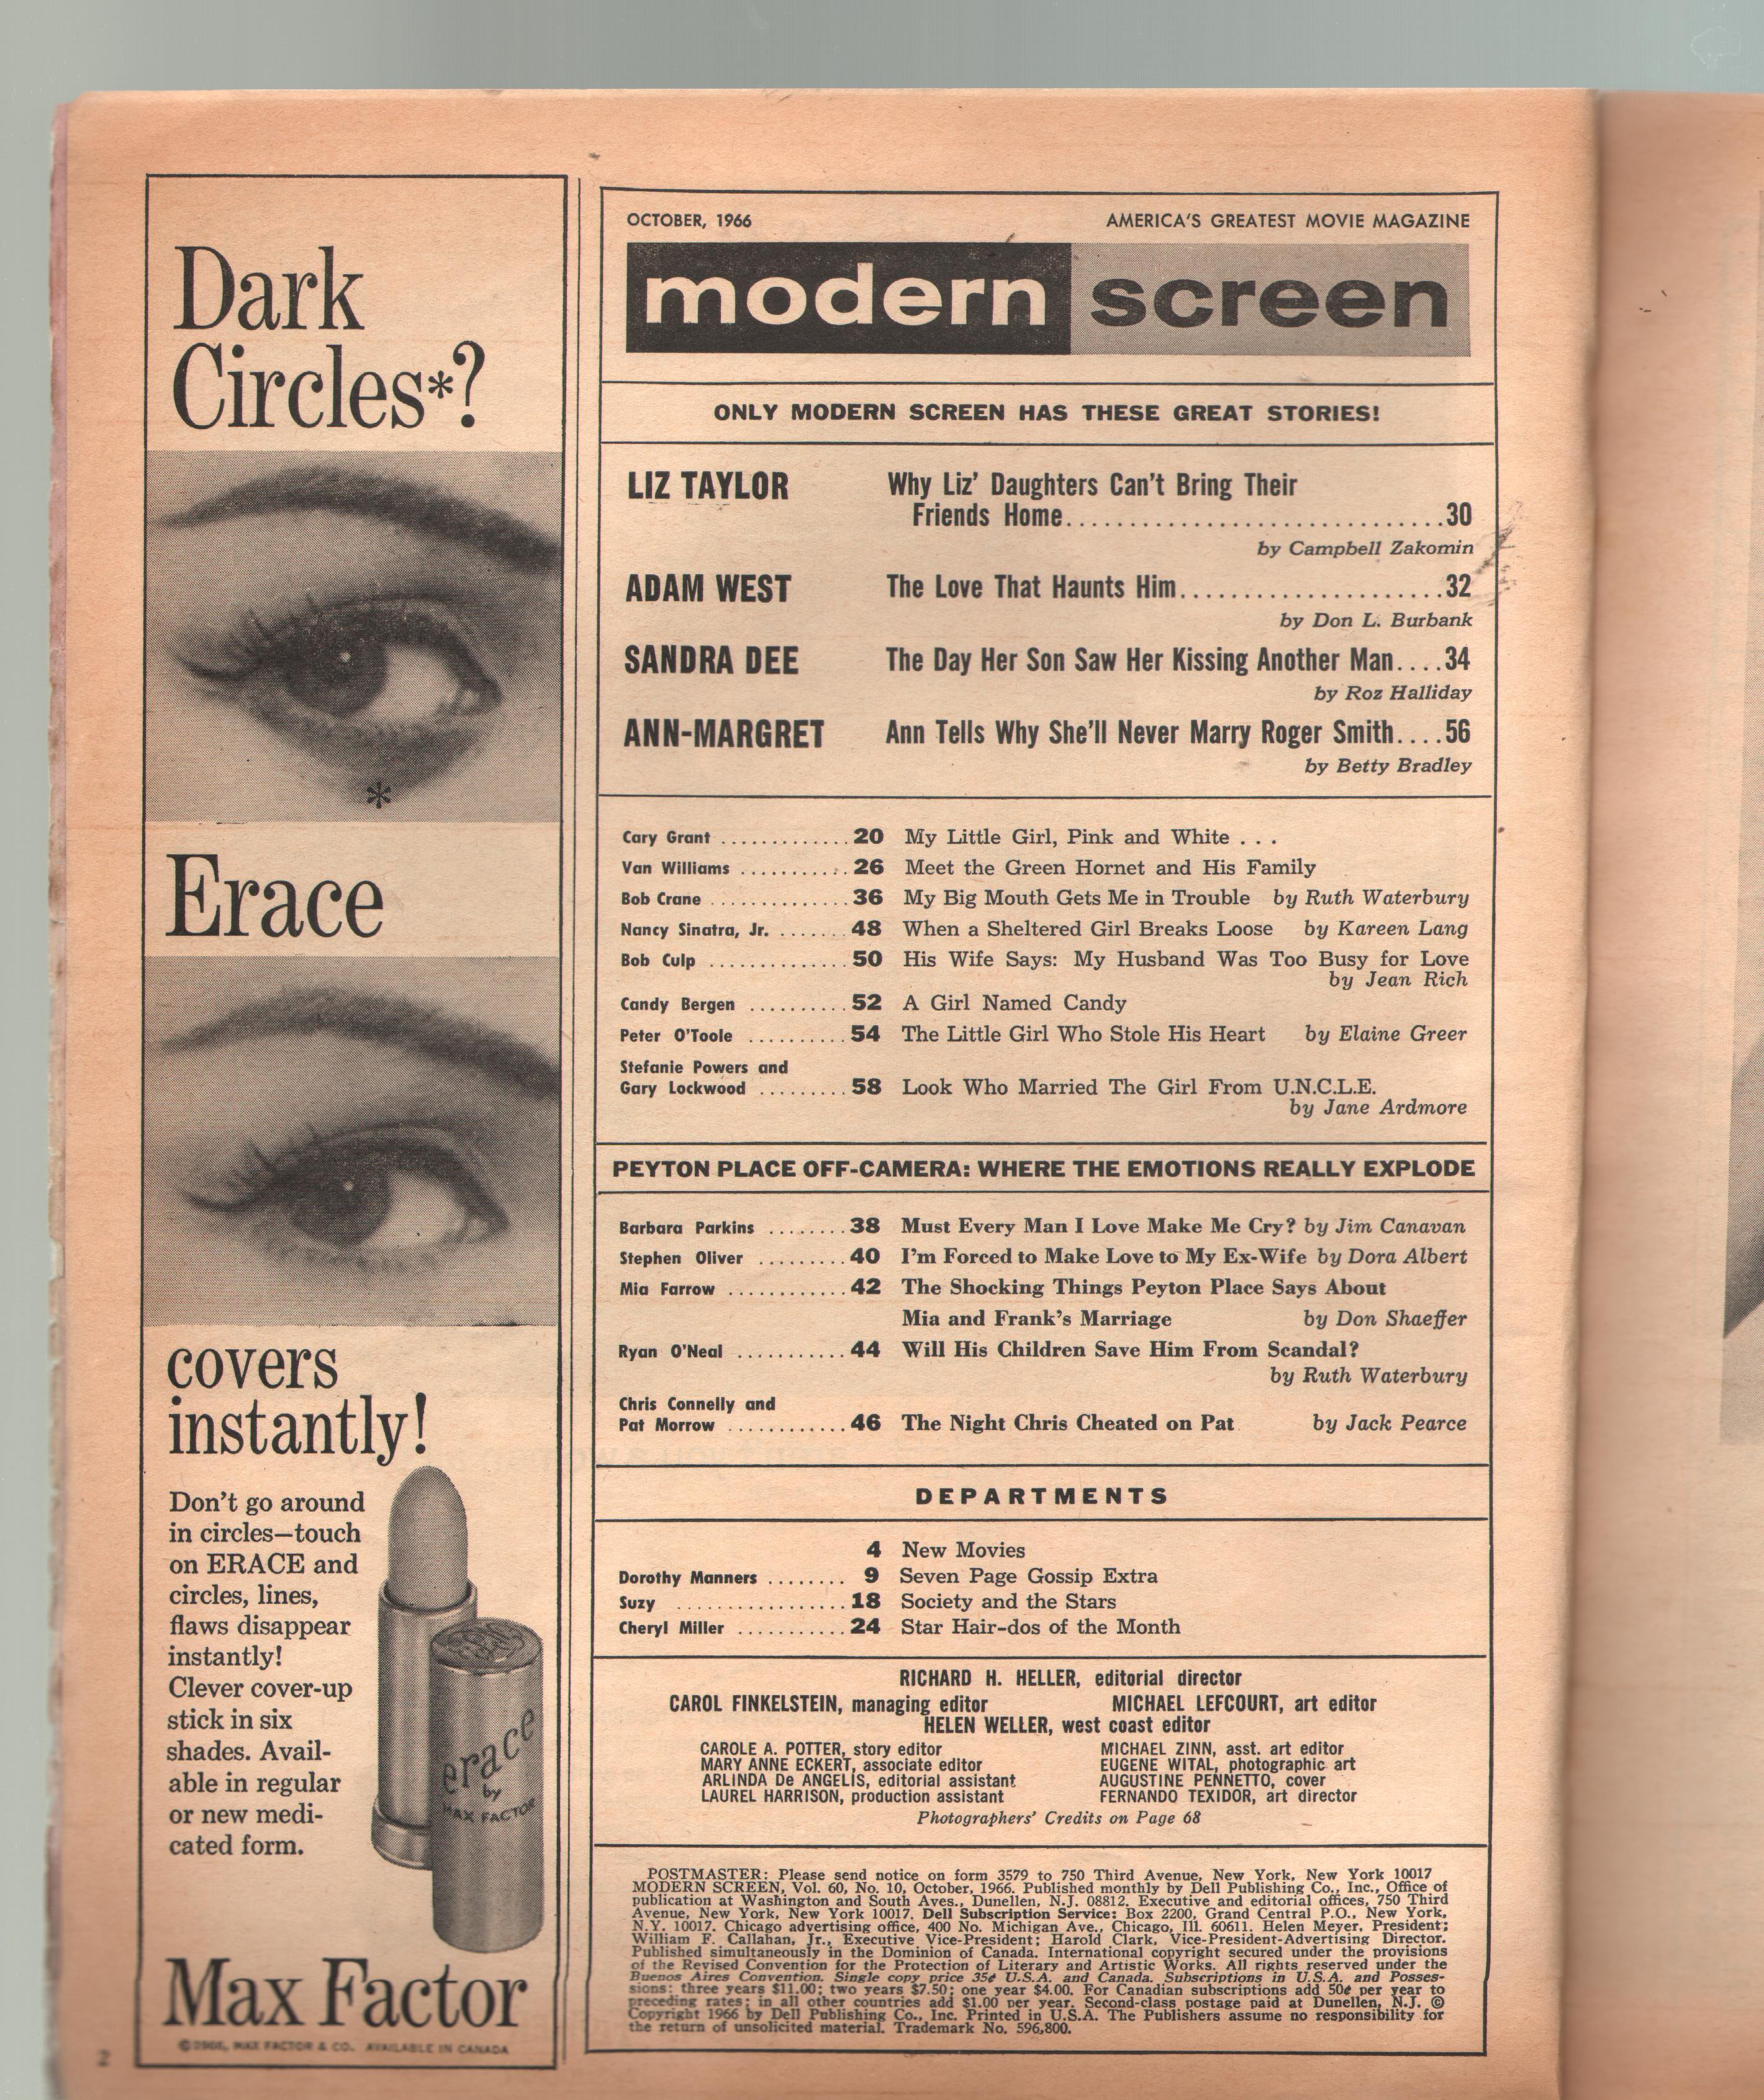 Dark
Circles*?
*
Erace
covers
instantly!
Don't go around
in circles—touch
on ERACE and
circles, lines,
flaws disappear
instantly!
Clever cover-up
stick in six
shades. Avail-
able in regular
or new medi-
cated form.
erace
by
MAX FACTOR
Max Factor
©1966, MAX FACTOR & CO. AVAILABLE IN CANADA
2
OCTOBER, 1966 AMERICA'S GREATEST MOVIE MAGAZINE
modern screen
ONLY MODERN SCREEN HAS THESE GREAT STORIES!
LIZ TAYLOR Why Liz' Daughters Can't Bring Their
Friends Home..............................30
by Campbell Zakomin
ADAM WEST The Love That Haunts Him.....................32
by Don L. Burbank
SANDRA DEE The Day Her Son Saw Her Kissing Another Man....34
by Roz Halliday
ANN-MARGRET Ann Tells Why She'll Never Marry Roger Smith....56
by Betty Bradley
Cary Grant .............20 My Little Girl, Pink and White . . .
Van Williams ...........26 Meet the Green Hornet and His Family
Bob Crane ..............36 My Big Mouth Gets Me in Trouble by Ruth Waterbury
Nancy Sinatra, Jr. .......48 When a Sheltered Girl Breaks Loose by Kareen Lang
Bob Culp ..............50 His Wife Says: My Husband Was Too Busy for Love
by Jean Rich
Candy Bergen ..........52 A Girl Named Candy
Peter O'Toole ..........54 The Little Girl Who Stole His Heart by Elaine Greer
Stefanie Powers and
Gary Lockwood .........58 Look Who Married The Girl From U.N.C.L.E.
by Jane Ardmore
PEYTON PLACE OFF-CAMERA: WHERE THE EMOTIONS REALLY EXPLODE
Barbara Parkins ........38 Must Every Man I Love Make Me Cry? by Jim Canavan
Stephen Oliver .........40 I'm Forced to Make Love to My Ex-Wife by Dora Albert
Mia Farrow ............42 The Shocking Things Peyton Place Says About
Mia and Frank's Marriage by Don Shaeffer
Ryan O'Neal ...........44 Will His Children Save Him From Scandal?
by Ruth Waterbury
Chris Connelly and
Pat Morrow ............46 The Night Chris Cheated on Pat by Jack Pearce
DEPARTMENTS
4 New Movies
Dorothy Manners ........ 9 Seven Page Gossip Extra
Suzy .................18 Society and the Stars
Cheryl Miller ...........24 Star Hair-dos of the Month
RICHARD H. HELLER, editorial director
CAROL FINKELSTEIN, managing editor MICHAEL LEFCOURT, art editor
HELEN WELLER, west coast editor
CAROLE A. POTTER, story editor MICHAEL ZINN, asst. art editor
MARY ANNE ECKERT, associate editor EUGENE WITAL, photographic art
ARLINDA De ANGELIS, editorial assistant AUGUSTINE PENNETTO, cover
LAUREL HARRISON, production assistant FERNANDO TEXIDOR, art director
Photographers' Credits on Page 68
POSTMASTER: Please send notice on form 3579 to 750 Third Avenue, New York, New York 10017
MODERN SCREEN, Vol. 60, No. 10, October, 1966. Published monthly by Dell Publishing Co., Inc., Office of
publication at Washington and South Aves., Dunellen, N.J. 08812. Executive and editorial offices, 750 Third
Avenue, New York, New York 10017. Dell Subscription Service: Box 2200, Grand Central P.O., New York,
N.Y. 10017. Chicago advertising office, 400 No. Michigan Ave., Chicago, Ill. 60611. Helen Meyer, President;
William F. Callahan, Jr., Executive Vice-President; Harold Clark, Vice-President-Advertising Director.
Published simultaneously in the Dominion of Canada. International copyright secured under the provisions
of the Revised Convention for the Protection of Literary and Artistic Works. All rights reserved under the
Buenos Aires Convention. Single copy price 35¢ U.S.A. and Canada. Subscriptions in U.S.A. and Posses-
sions: three years $11.00; two years $7.50; one year $4.00. For Canadian subscriptions add 50¢ per year to
preceding rates; in all other countries add $1.00 per year. Second-class postage paid at Dunellen, N.J. ©
Copyright 1966 by Dell Publishing Co., Inc. Printed in U.S.A. The Publishers assume no responsibility for
the return of unsolicited material. Trademark No. 596,800.